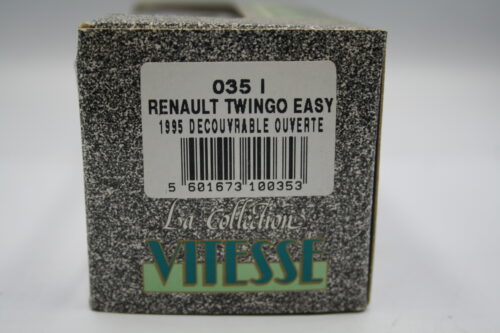 035 I
RENAULT TWINGO EASY
1995 DECOUVRABLE OUVERTE
5 601673 100353
La Collection
VITESSE